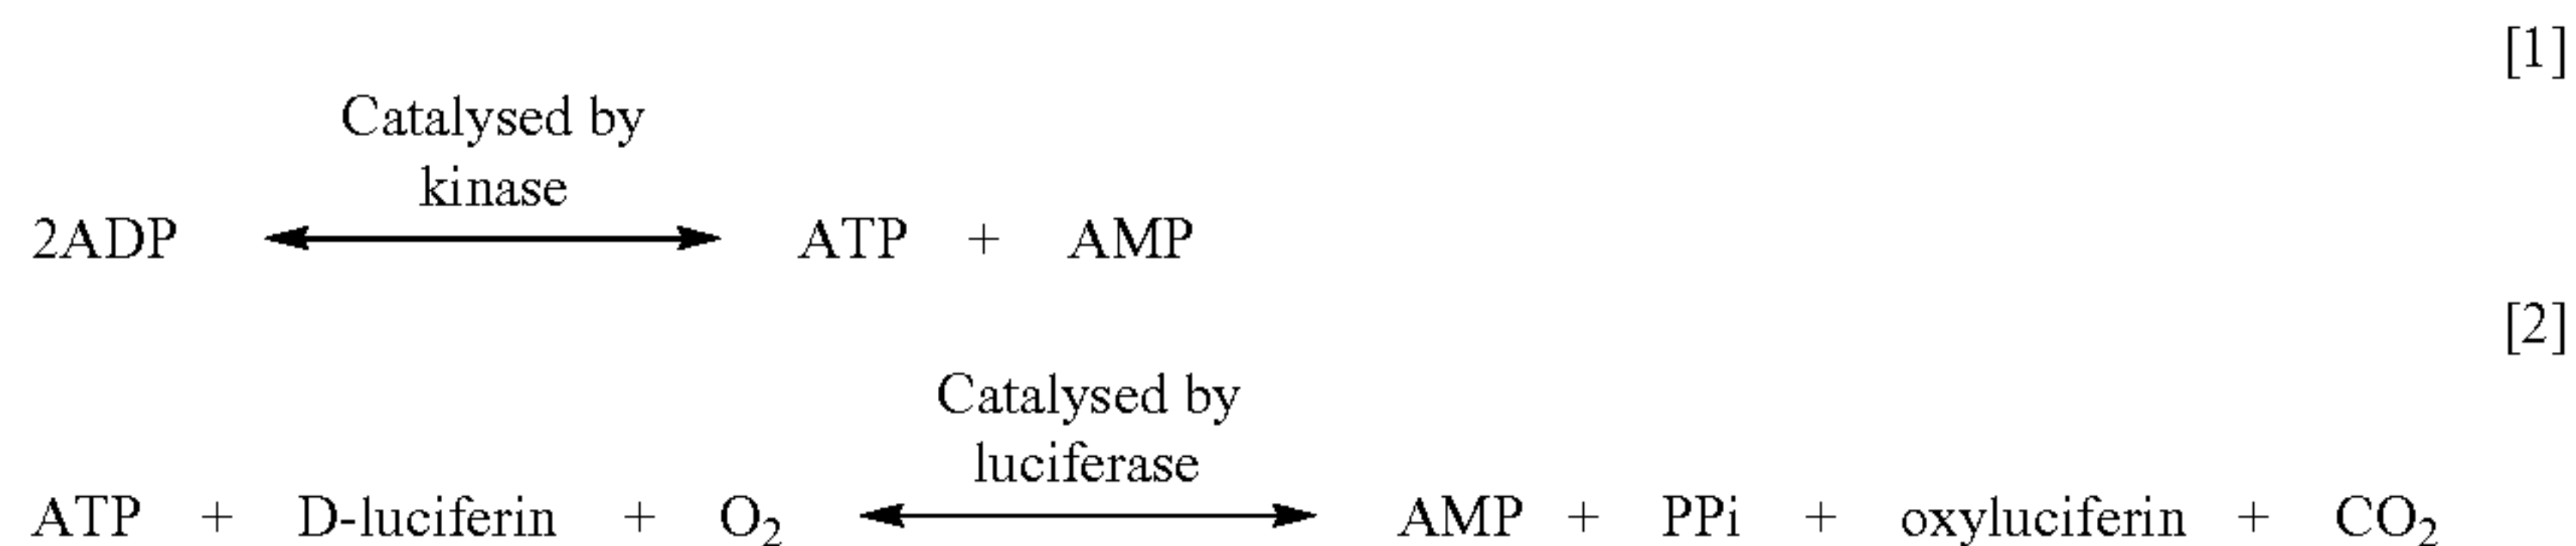 [1]
Catalysed by
kinase
2ADP ATP + AMP
[2]
Catalysed by
luciferase
ATP + D-luciferin + O₂ AMP + PPi + oxyluciferin + CO₂